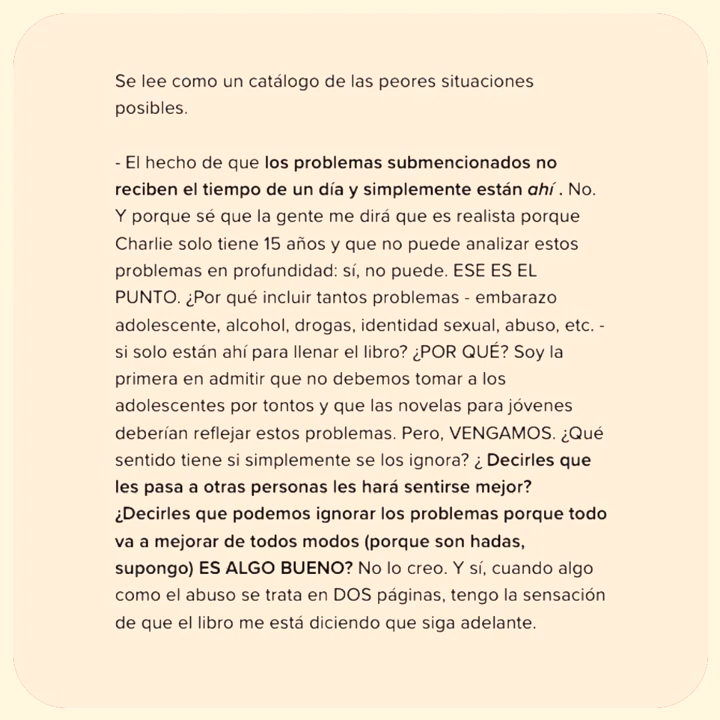 Se lee como un catálogo de las peores situaciones
posibles.
- El hecho de que los problemas submencionados no
reciben el tiempo de un día y simplemente están ahí . No.
Y porque sé que la gente me dirá que es realista porque
Charlie solo tiene 15 años y que no puede analizar estos
problemas en profundidad: sí, no puede. ESE ES EL
PUNTO. ¿Por qué incluir tantos problemas - embarazo
adolescente, alcohol, drogas, identidad sexual, abuso, etc. -
si solo están ahí para llenar el libro? ¿POR QUÉ? Soy la
primera en admitir que no debemos tomar a los
adolescentes por tontos y que las novelas para jóvenes
deberían reflejar estos problemas. Pero, VENGAMOS. ¿Qué
sentido tiene si simplemente se los ignora? ¿ Decirles que
les pasa a otras personas les hará sentirse mejor?
¿Decirles que podemos ignorar los problemas porque todo
va a mejorar de todos modos (porque son hadas,
supongo) ES ALGO BUENO? No lo creo. Y sí, cuando algo
como el abuso se trata en DOS páginas, tengo la sensación
de que el libro me está diciendo que siga adelante.